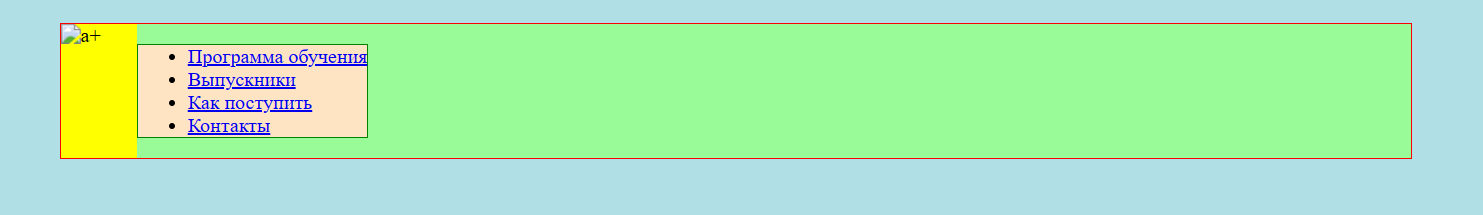 a+
Программа обучения
Выпускники
Как поступить
Контакты